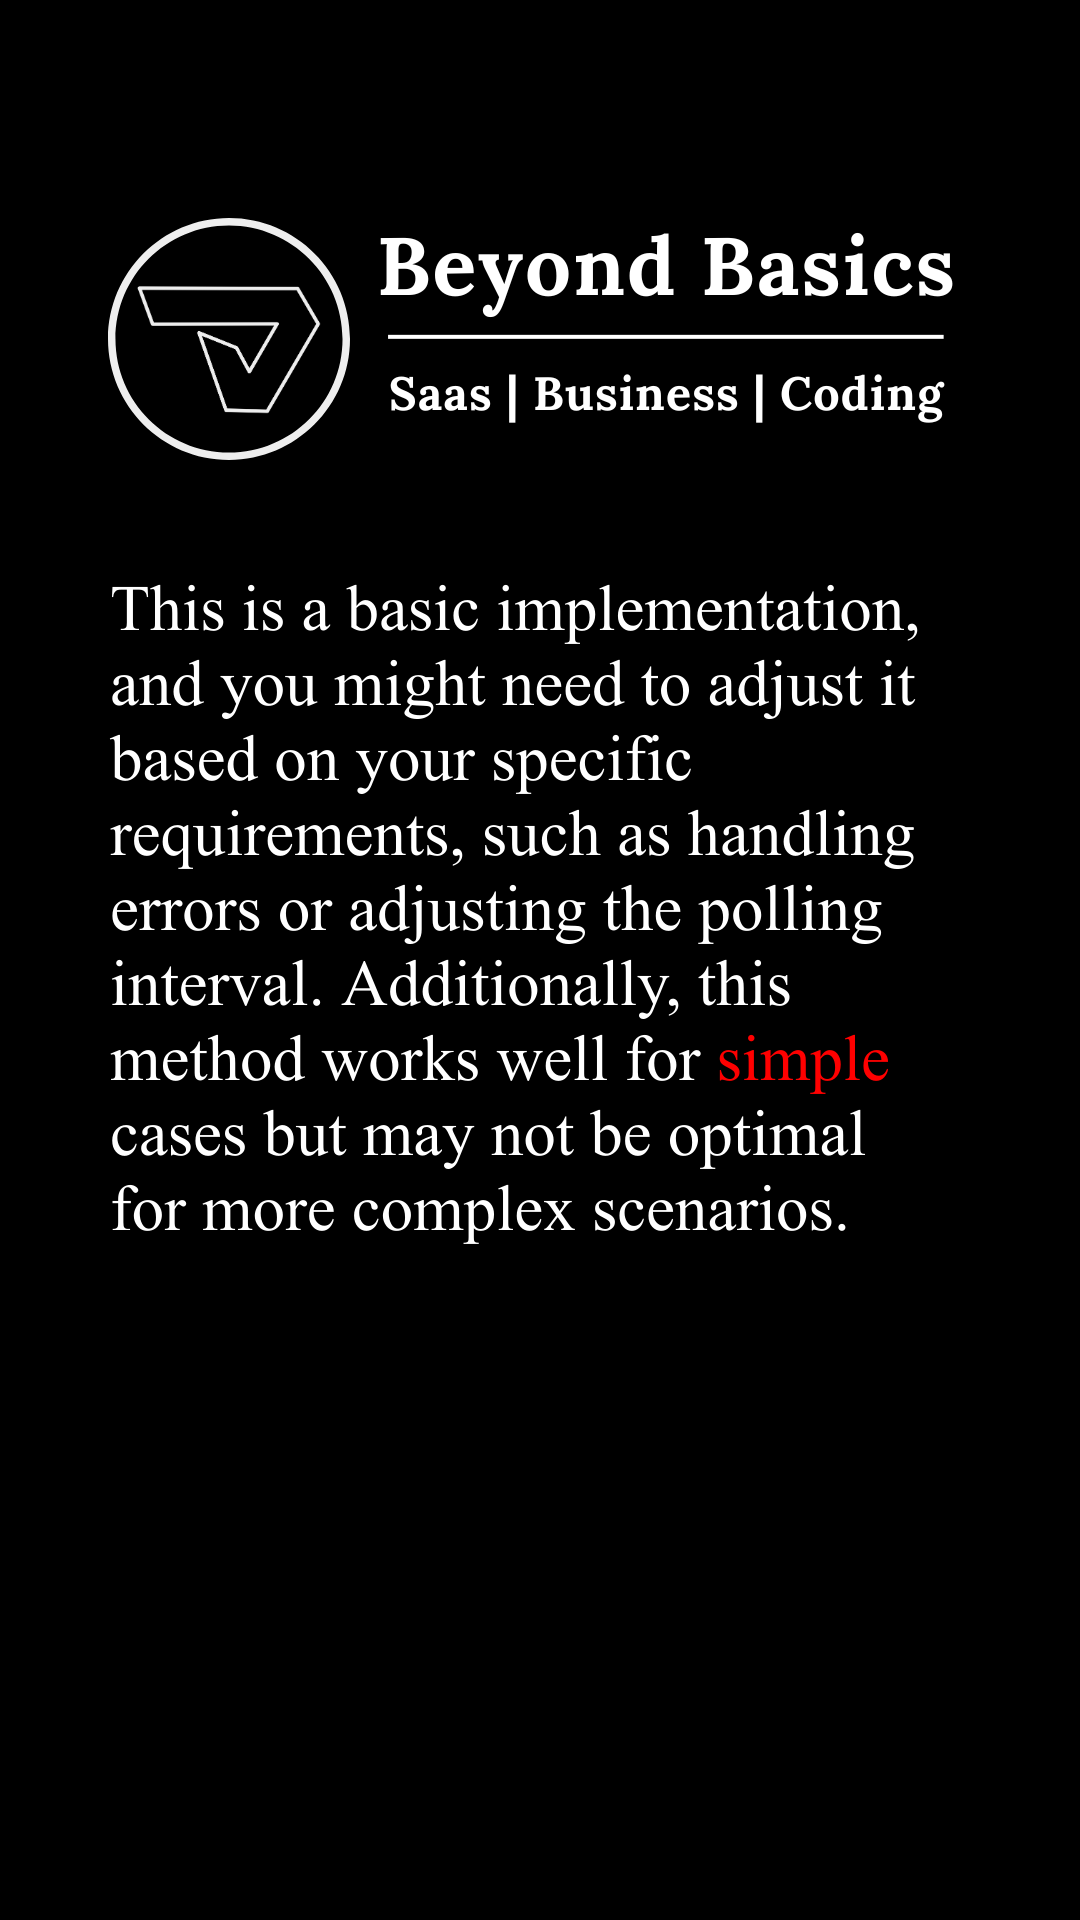 Beyond Basics
Saas | Business | Coding
This is a basic implementation,
and you might need to adjust it
based on your specific
requirements, such as handling
errors or adjusting the polling
interval. Additionally, this
method works well for simple
cases but may not be optimal
for more complex scenarios.